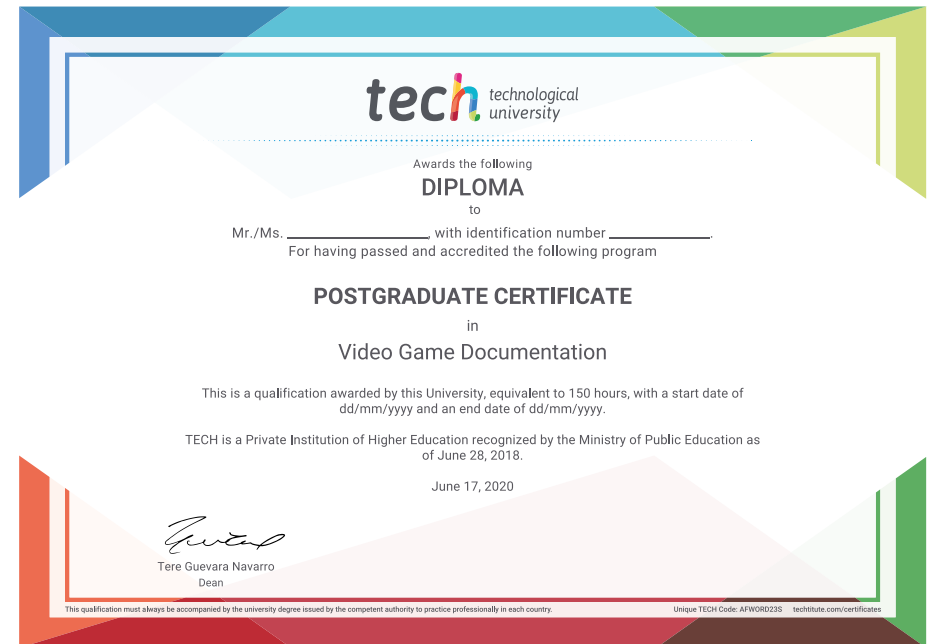 tech technological
university
Awards the following
DIPLOMA
to
Mr./Ms. ____________________, with identification number ______________.
For having passed and accredited the following program
POSTGRADUATE CERTIFICATE
in
Video Game Documentation
This is a qualification awarded by this University, equivalent to 150 hours, with a start date of
dd/mm/yyyy and an end date of dd/mm/yyyy.
TECH is a Private Institution of Higher Education recognized by the Ministry of Public Education as
of June 28, 2018.
June 17, 2020
Tere Guevara Navarro
Dean
This qualification must always be accompanied by the university degree issued by the competent authority to practice professionally in each country. Unique TECH Code: AFWORD23S techtitute.com/certificates